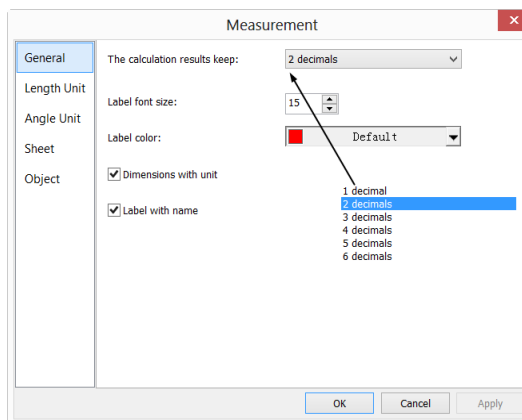 Measurement
General
Length Unit
Angle Unit
Sheet
Object
The calculation results keep: 2 decimals
Label font size: 15
Label color: Default
Dimensions with unit
Label with name
1 decimal
2 decimals
3 decimals
4 decimals
5 decimals
6 decimals
OK Cancel Apply